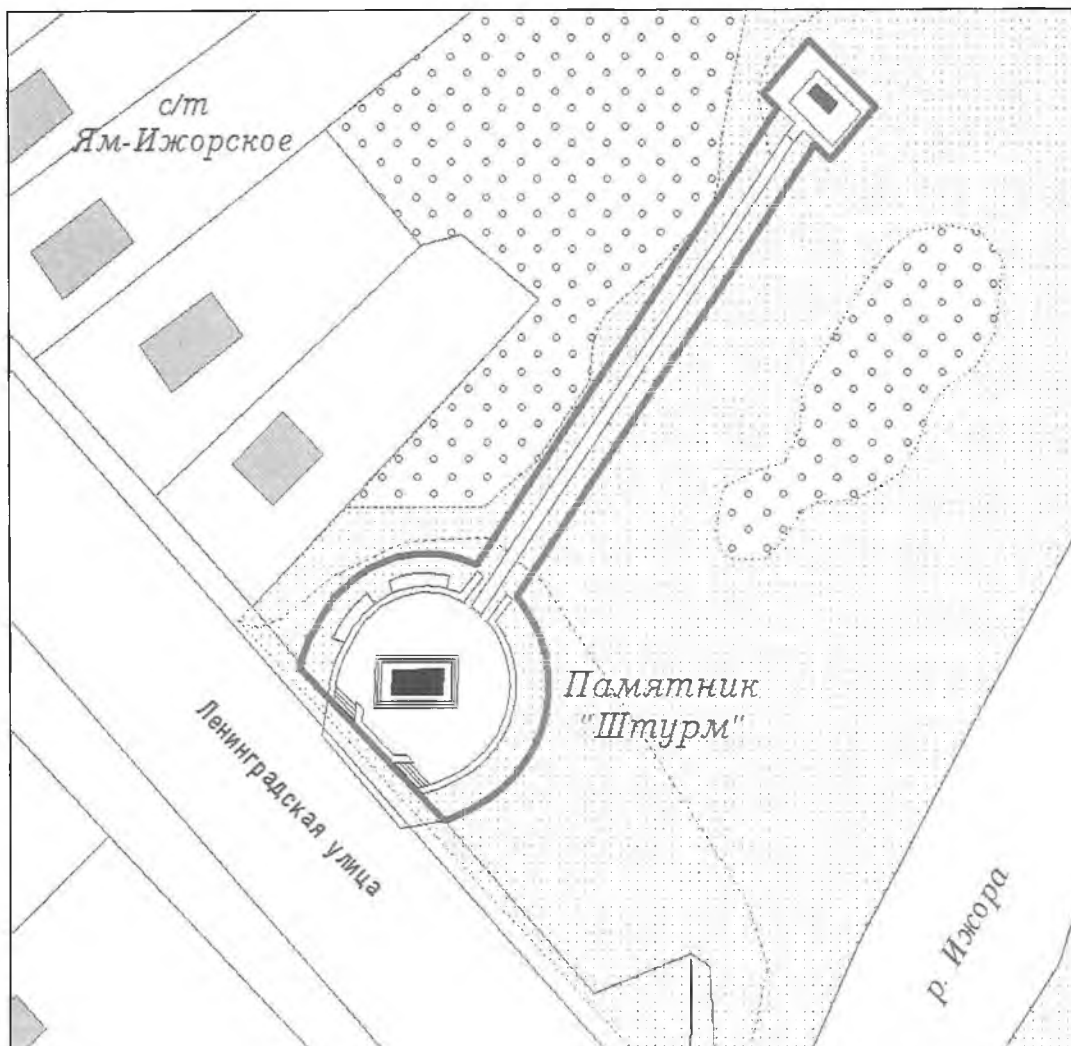 с/т
Ям-Ижорское
Памятник
"Штурм"
Ленинградская улица
р. Ижора